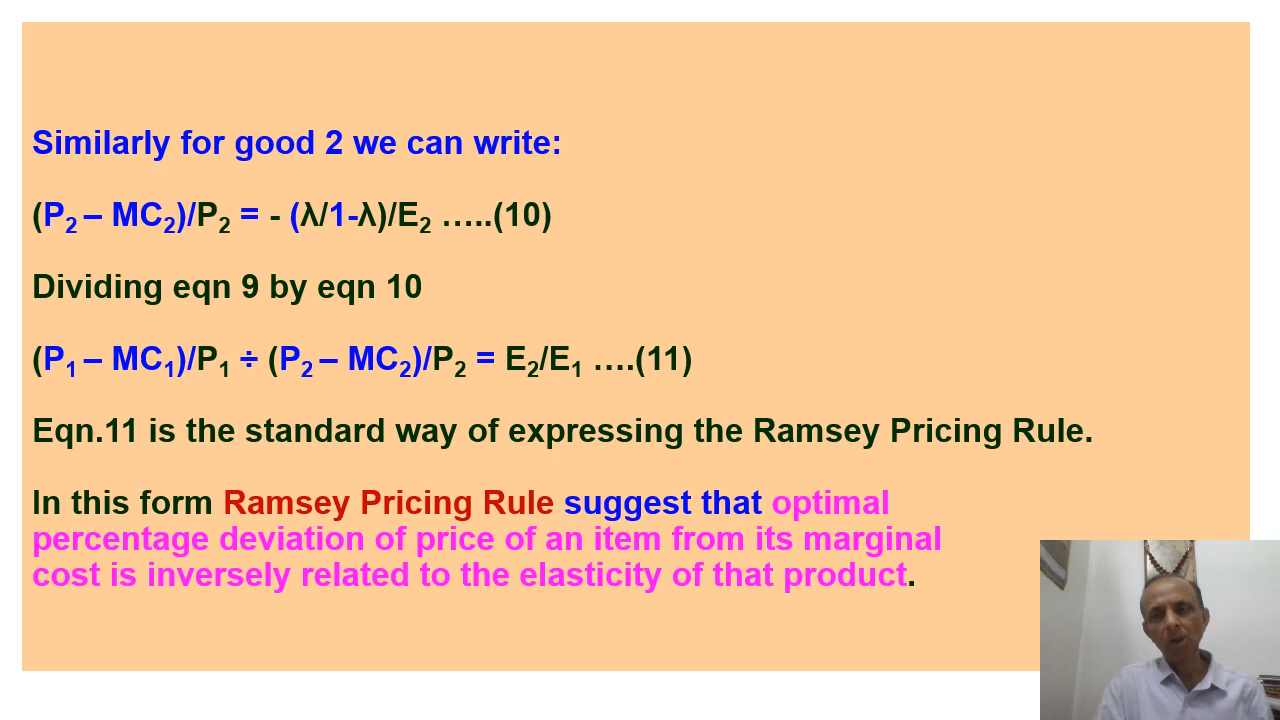 Similarly for good 2 we can write:
(P₂ – MC₂)/P₂ = - (λ/1-λ)/E₂ …..(10)
Dividing eqn 9 by eqn 10
(P₁ – MC₁)/P₁ ÷ (P₂ – MC₂)/P₂ = E₂/E₁ ….(11)
Eqn.11 is the standard way of expressing the Ramsey Pricing Rule.
In this form Ramsey Pricing Rule suggest that optimal
percentage deviation of price of an item from its marginal
cost is inversely related to the elasticity of that product.